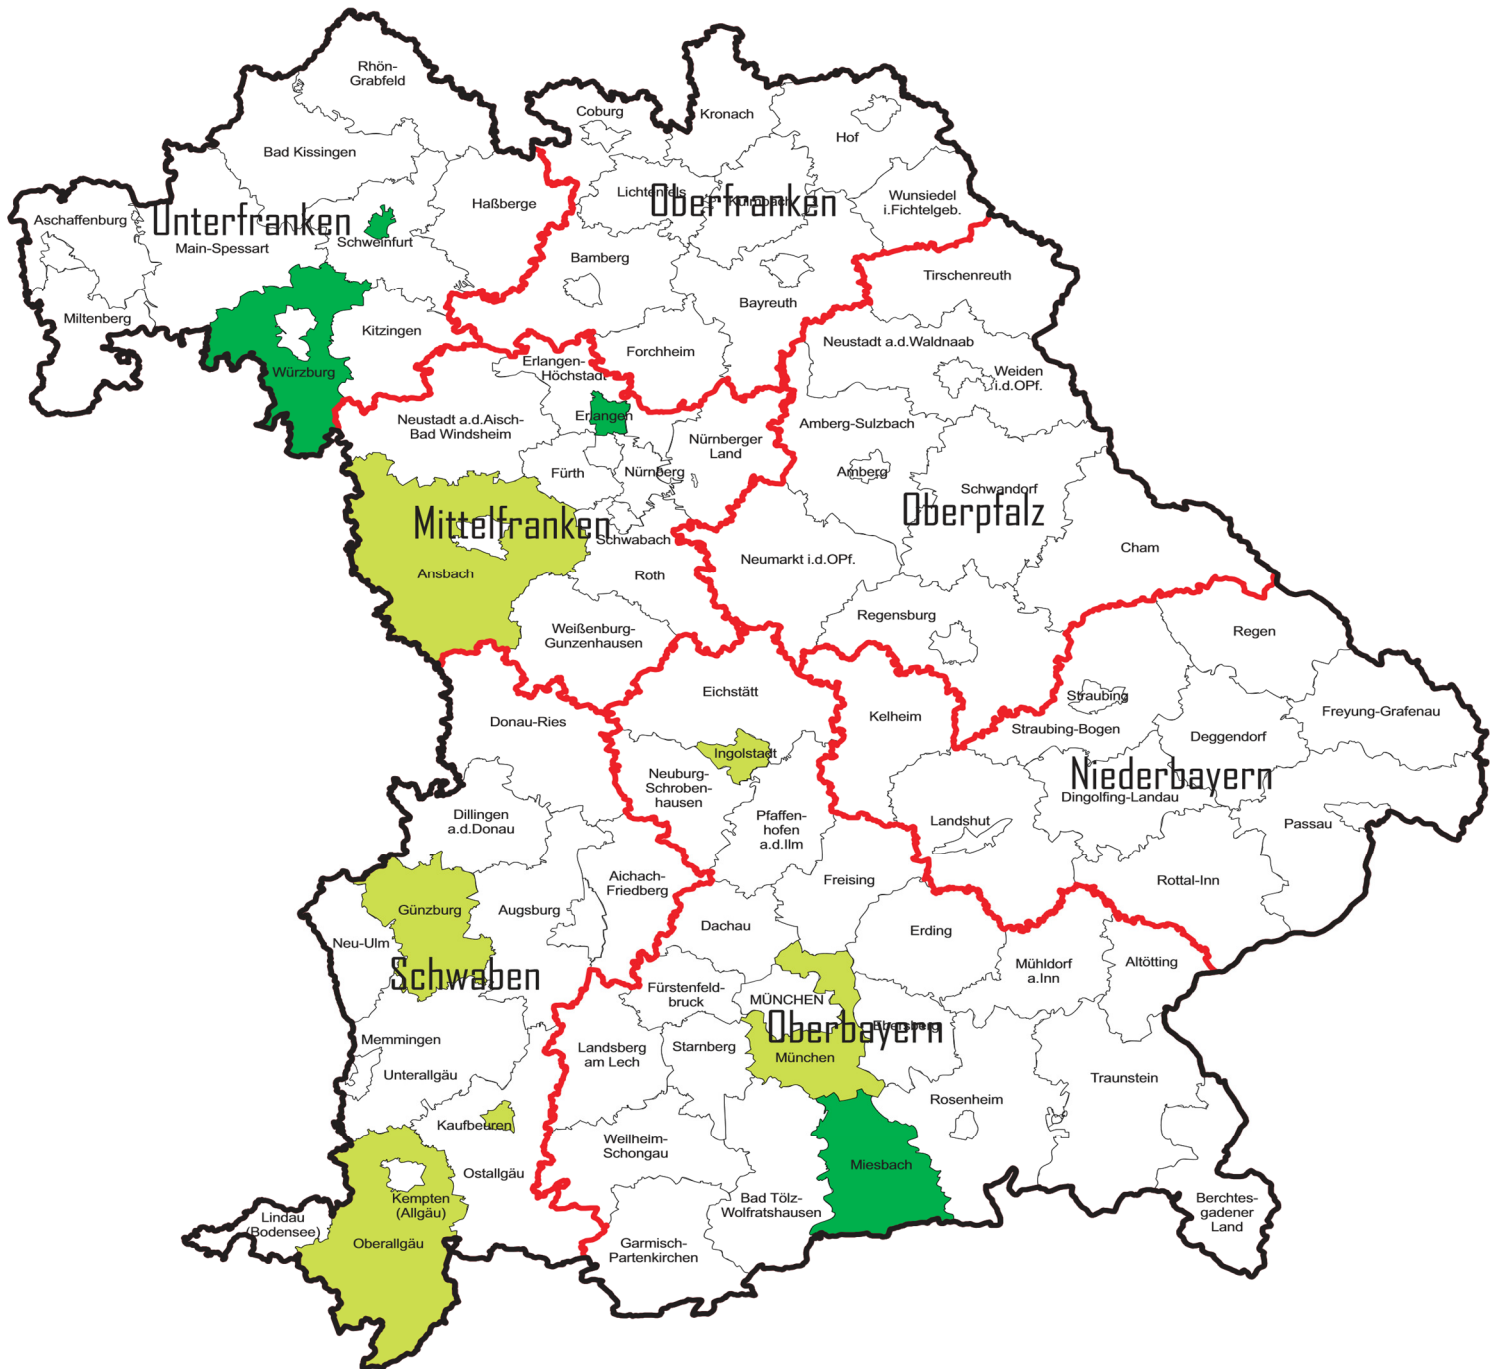 Rhön-
Grabfeld
Coburg
Kronach
Hof
Bad Kissingen
Lichtenfels
Oberfranken
Kulmbach
Wunsiedel
i.Fichtelgeb.
Haßberge
Aschaffenburg
Unterfranken
Main-Spessart
Schweinfurt
Bamberg
Tirschenreuth
Bayreuth
Miltenberg
Kitzingen
Neustadt a.d.Waldnaab
Forchheim
Erlangen-
Höchstadt
Würzburg
Weiden
i.d.OPf.
Erlangen
Neustadt a.d.Aisch-
Bad Windsheim
Amberg-Sulzbach
Nürnberger
Land
Fürth
Nürnberg
Amberg
Schwandorf
Oberpfalz
Mittelfranken
Schwabach
Cham
Neumarkt i.d.OPf.
Ansbach
Roth
Regensburg
Weißenburg-
Gunzenhausen
Regen
Eichstätt
Straubing
Kelheim
Freyung-Grafenau
Donau-Ries
Straubing-Bogen
Deggendorf
Ingolstadt
Niederbayern
Neuburg-
Schroben-
hausen
Dingolfing-Landau
Dillingen
a.d.Donau
Pfaffen-
hofen
a.d.Ilm
Landshut
Passau
Aichach-
Friedberg
Freising
Rottal-Inn
Günzburg
Augsburg
Dachau
Erding
Neu-Ulm
Schwaben
Mühldorf
a.Inn
Altötting
Fürstenfeld-
bruck
MÜNCHEN
Oberbayern
Ebersberg
Memmingen
Landsberg
am Lech
Starnberg
München
Unterallgäu
Traunstein
Rosenheim
Kaufbeuren
Weilheim-
Schongau
Miesbach
Ostallgäu
Kempten
(Allgäu)
Bad Tölz-
Wolfratshausen
Berchtes-
gadener
Land
Lindau
(Bodensee)
Oberallgäu
Garmisch-
Partenkirchen